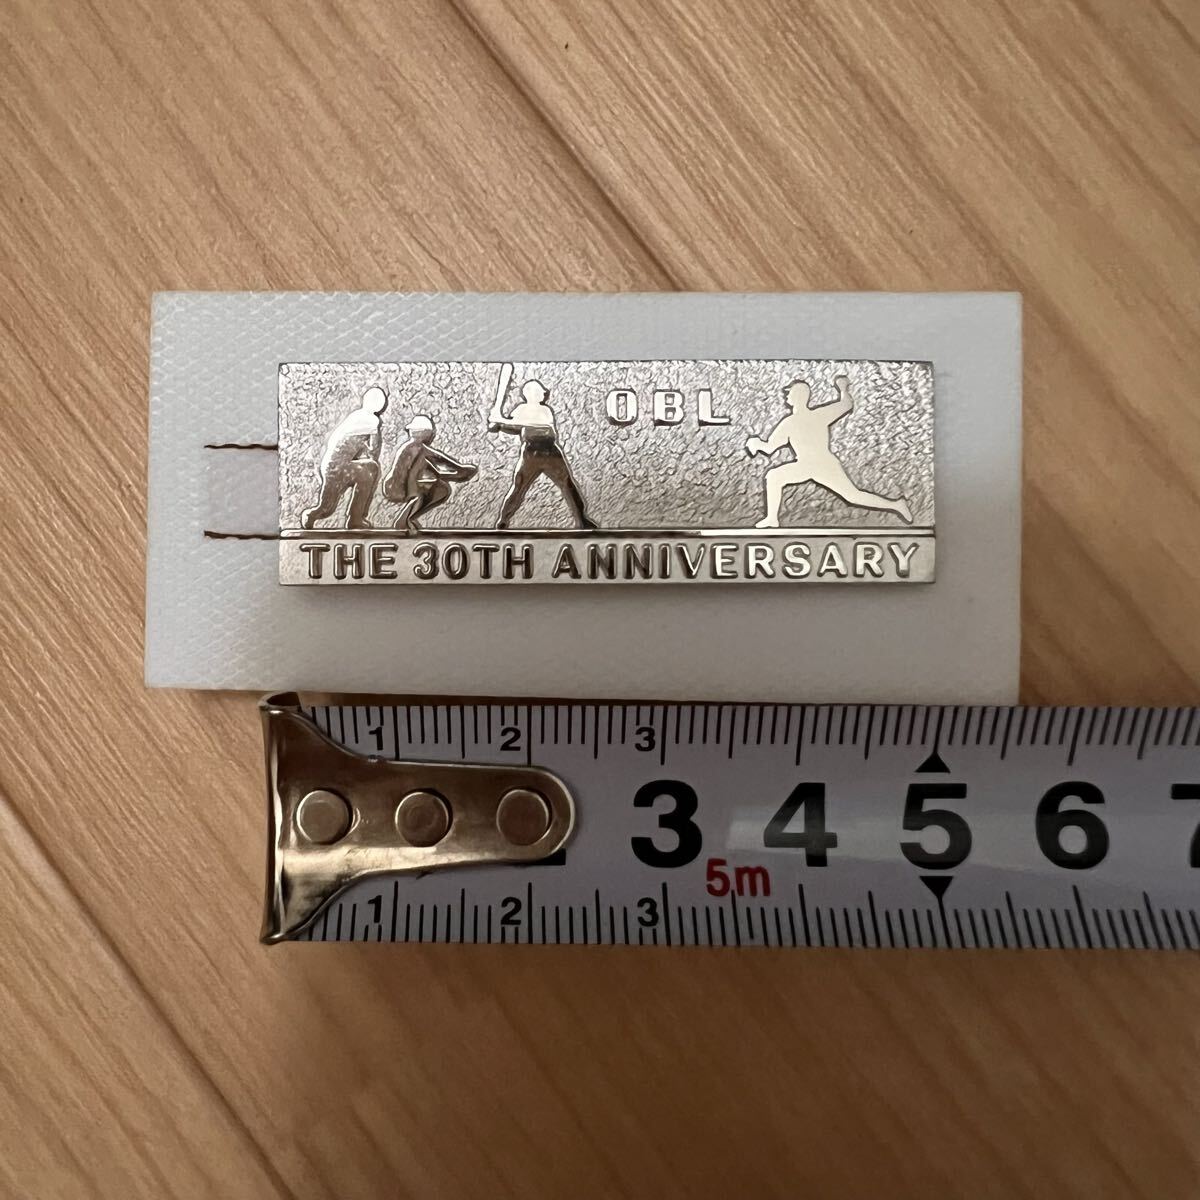 OBL
THE 30TH ANNIVERSARY
1 2 3
3 4 5 6 7
5m
1 2 3